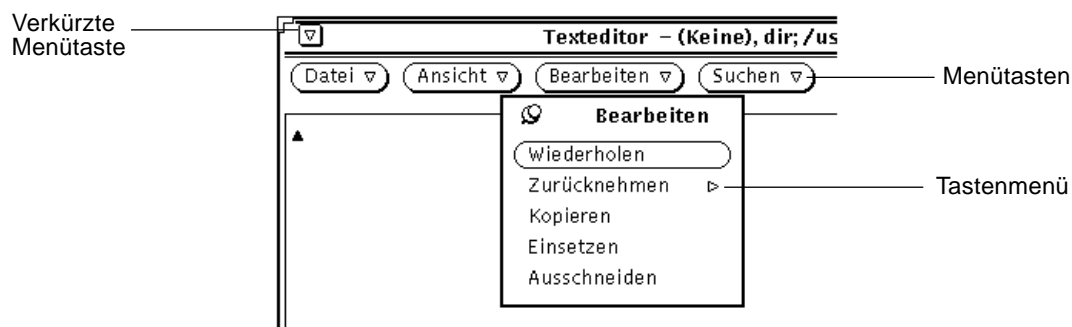 Verkürzte
Menütaste
Texteditor – (Keine), dir; /us
Datei Ansicht Bearbeiten Suchen
Menütasten
Bearbeiten
Wiederholen
Zurücknehmen
Tastenmenü
Kopieren
Einsetzen
Ausschneiden